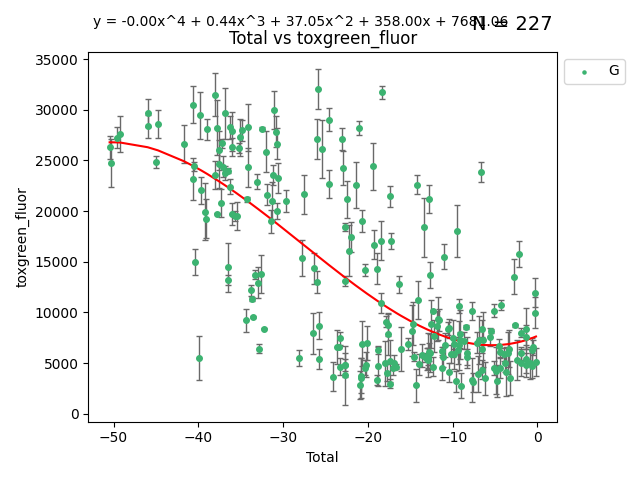 y = -0.00x^4 + 0.44x^3 + 37.05x^2 + 358.00x + 7681.06
N = 227
Total vs toxgreen_fluor
G
35000
30000
25000
20000
15000
10000
5000
0
toxgreen_fluor
−50 −40 −30 −20 −10 0
Total